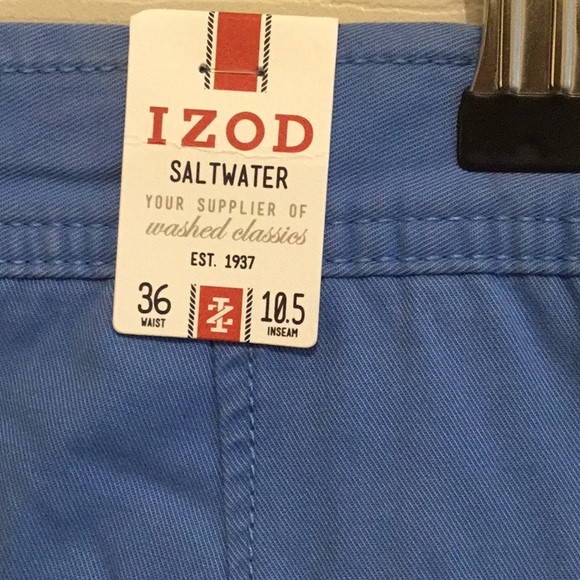 IZOD
SALTWATER
YOUR SUPPLIER OF
washed classics
EST. 1937
36 10.5
WAIST INSEAM